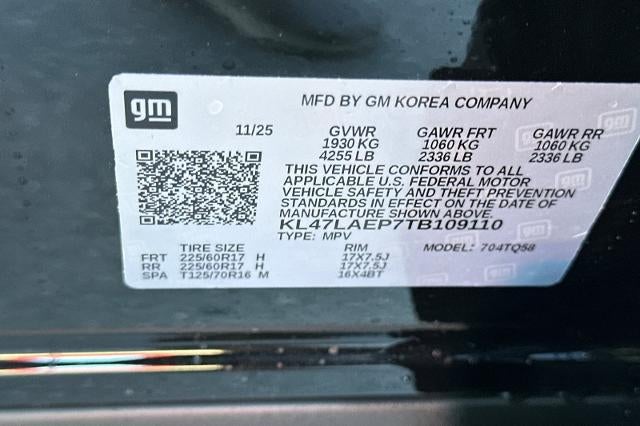 gm
MFD BY GM KOREA COMPANY
11/25 GVWR GAWR FRT GAWR RR
1930 KG 1060 KG 1060 KG
4255 LB 2336 LB 2336 LB
THIS VEHICLE CONFORMS TO ALL
APPLICABLE U.S. FEDERAL MOTOR
VEHICLE SAFETY AND THEFT PREVENTION
STANDARDS IN EFFECT ON THE DATE OF
MANUFACTURE SHOWN ABOVE.
KL47LAEP7TB109110
TYPE: MPV MODEL: 704TQ58
TIRE SIZE RIM
FRT 225/60R17 H 17X7.5J
RR 225/60R17 H 17X7.5J
SPA T125/70R16 M 16X4BT